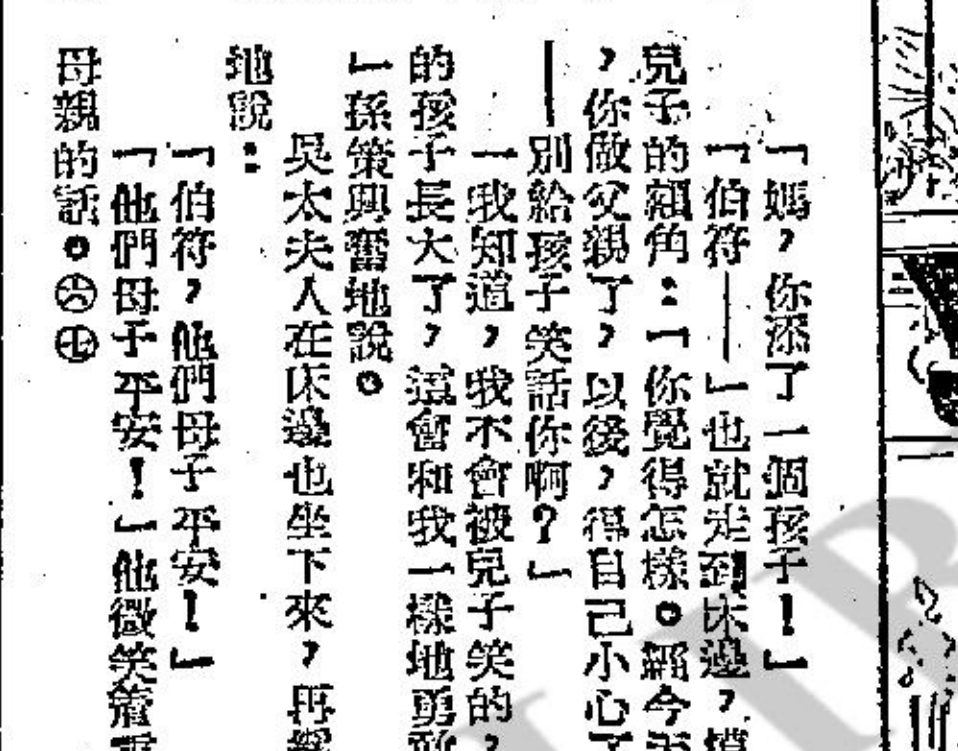 「媽，你添了一個孩子！」
「伯符——」也就走到床邊，摸
兒子的額角：「你覺得怎樣。今天
，你做父親了，以後，得自己小心了
——別給孩子笑話你啊？」
「我知道，我不會被兒子笑的，
的孩子長大了，這會和我一樣地勇敢
」孫策興奮地說。
吳太夫人在床邊也坐下來，再
地說：
「伯符，他們母子平安！」
「他們母子平安！」他微笑着重
母親的話。㊅㊆